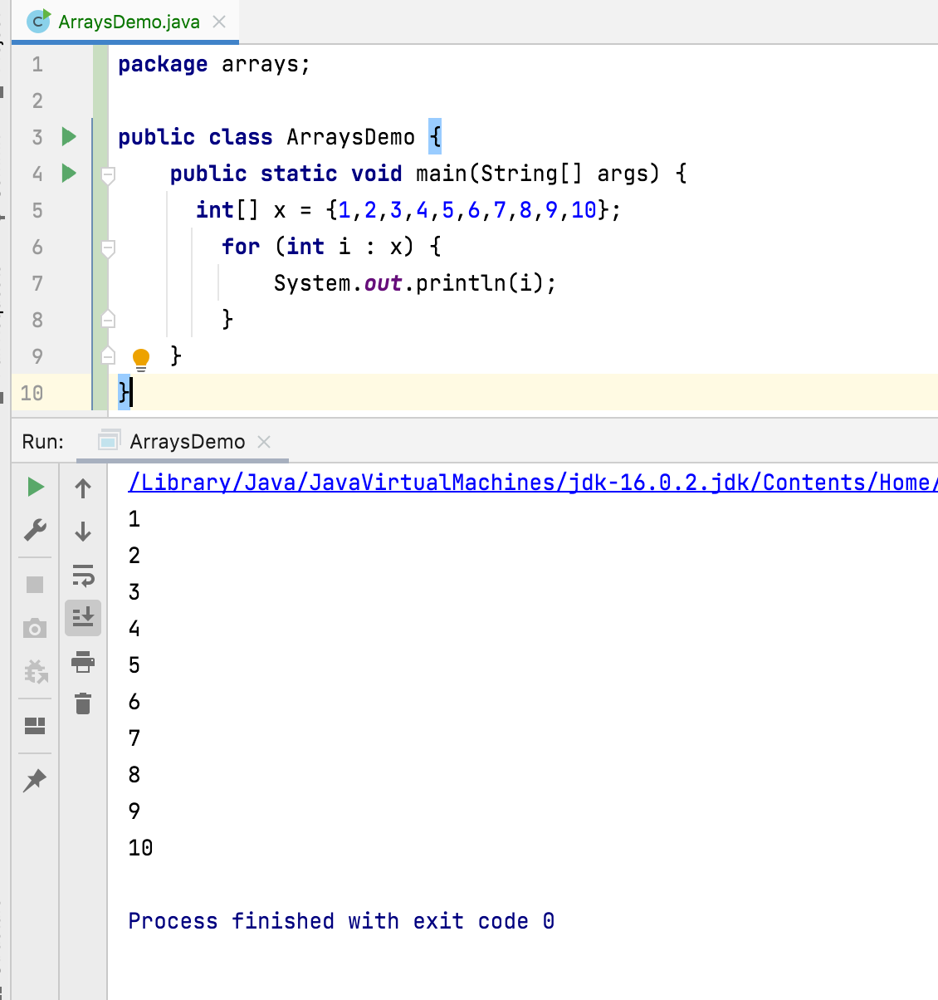 ArraysDemo.java
1 package arrays;
2
3 public class ArraysDemo {
4 public static void main(String[] args) {
5 int[] x = {1,2,3,4,5,6,7,8,9,10};
6 for (int i : x) {
7 System.out.println(i);
8 }
9 }
10 }
Run: ArraysDemo
/Library/Java/JavaVirtualMachines/jdk-16.0.2.jdk/Contents/Home/
1
2
3
4
5
6
7
8
9
10
Process finished with exit code 0